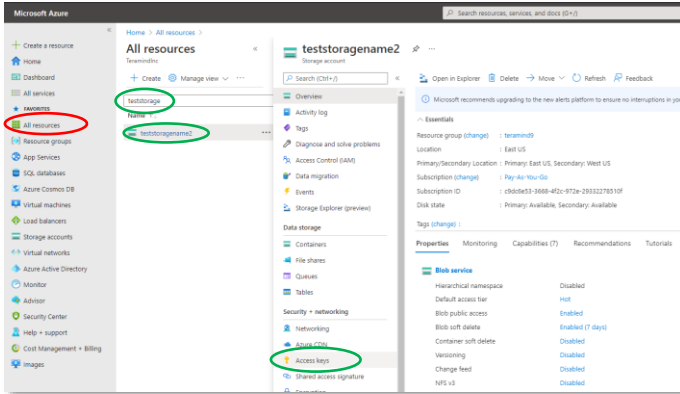 Microsoft Azure
Search resources, services, and docs (G+/)
«
Create a resource
Home
Dashboard
All services
FAVORITES
All resources
Resource groups
App Services
SQL databases
Azure Cosmos DB
Virtual machines
Load balancers
Storage accounts
Virtual networks
Azure Active Directory
Monitor
Advisor
Security Center
Help + support
Cost Management + Billing
Images
Home > All resources >
All resources «
TeramindInc
+ Create Manage view ...
teststorage
Name
teststoragename2 ...
teststoragename2 ...
Storage account
Search (Ctrl+/) «
Overview
Activity log
Tags
Diagnose and solve problems
Access Control (IAM)
Data migration
Events
Storage Explorer (preview)
Data storage
Containers
File shares
Queues
Tables
Security + networking
Networking
Azure CDN
Access keys
Shared access signature
Open in Explorer Delete Move Refresh Feedback
Microsoft recommends upgrading to the new alerts platform to ensure no interruptions in yo
Essentials
Resource group (change) : teramind9
Location : East US
Primary/Secondary Location : Primary: East US, Secondary: West US
Subscription (change) : Pay-As-You-Go
Subscription ID : c9dc6e53-3668-4f2c-972e-29332278510f
Disk state : Primary: Available, Secondary: Available
Tags (change) :
Properties Monitoring Capabilities (7) Recommendations Tutorials
Blob service
Hierarchical namespace Disabled
Default access tier Hot
Blob public access Enabled
Blob soft delete Enabled (7 days)
Container soft delete Disabled
Versioning Disabled
Change feed Disabled
NFS v3 Disabled